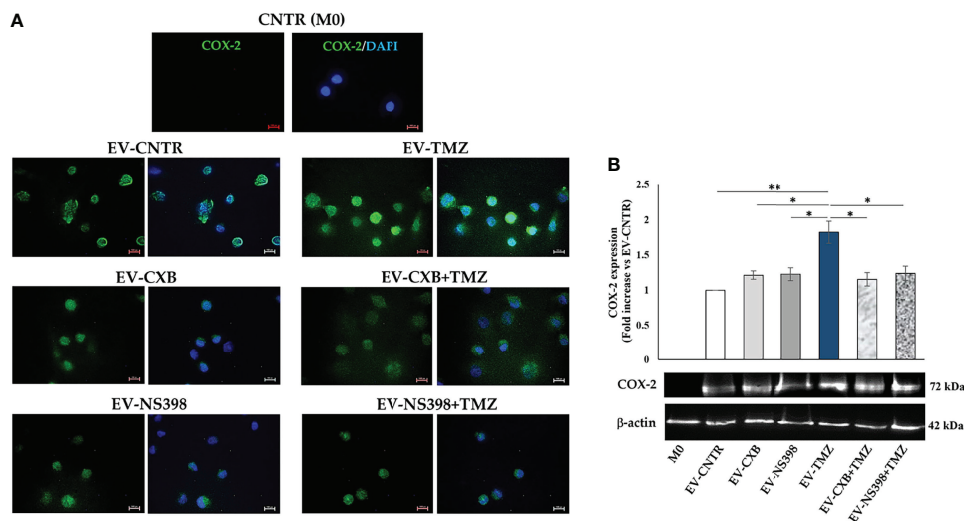 A
CNTR (M0)
COX-2
COX-2/DAPI
EV-CNTR
EV-TMZ
EV-CXB
EV-CXB+TMZ
EV-NS398
EV-NS398+TMZ
B
COX-2 expression
(Fold increase vs EV-CNTR)
2.5
2
1.5
1
0.5
0
**
*
*
*
*
COX-2
72 kDa
β-actin
42 kDa
M0
EV-CNTR
EV-CXB
EV-NS398
EV-TMZ
EV-CXB+TMZ
EV-NS398+TMZ